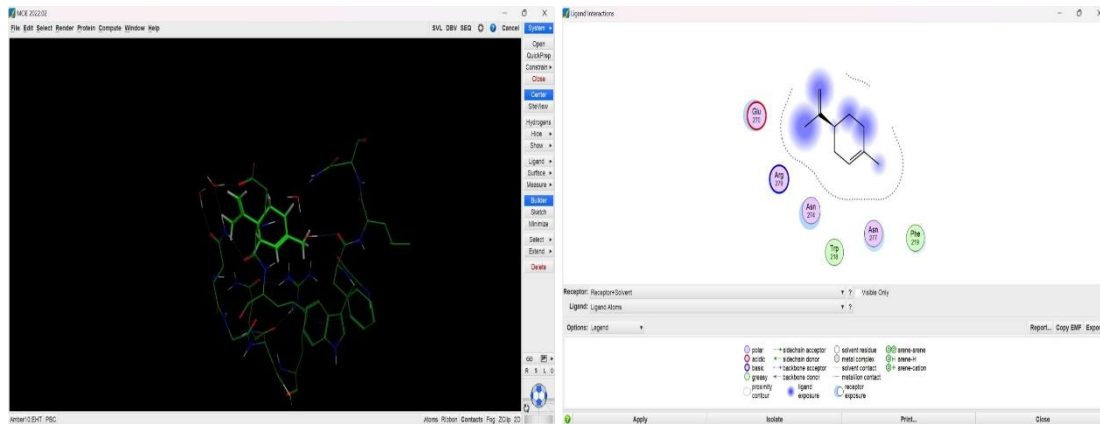 MOE 2022.02
File Edit Select Render Protein Compute Window Help
SVL DBV SEQ Cancel
System
Open
QuickPrep
Constrain
Close
Center
SiteView
Hydrogens
Hide
Show
Ligand
Surface
Measure
Builder
Sketch
Minimize
Select
Extend
Delete
R S L
Amber10:EHT PBC
Atoms Ribbon Contacts Fog ZClip 2D
Ligand Interactions
Glu
270
Arg
Asn
274
Asn
277
Trp
218
Phe
219
Receptor: Receptor+Solvent ? Visible Only
Ligand: Ligand Atoms ?
Options: Legend
Report... Copy EMF Export
polar
acidic
basic
greasy
proximity
contour
sidechain acceptor
sidechain donor
backbone acceptor
backbone donor
ligand
exposure
solvent residue
metal complex
solvent contact
metal/ion contact
receptor
exposure
arene-arene
arene-H
arene-cation
Apply Isolate Print... Close